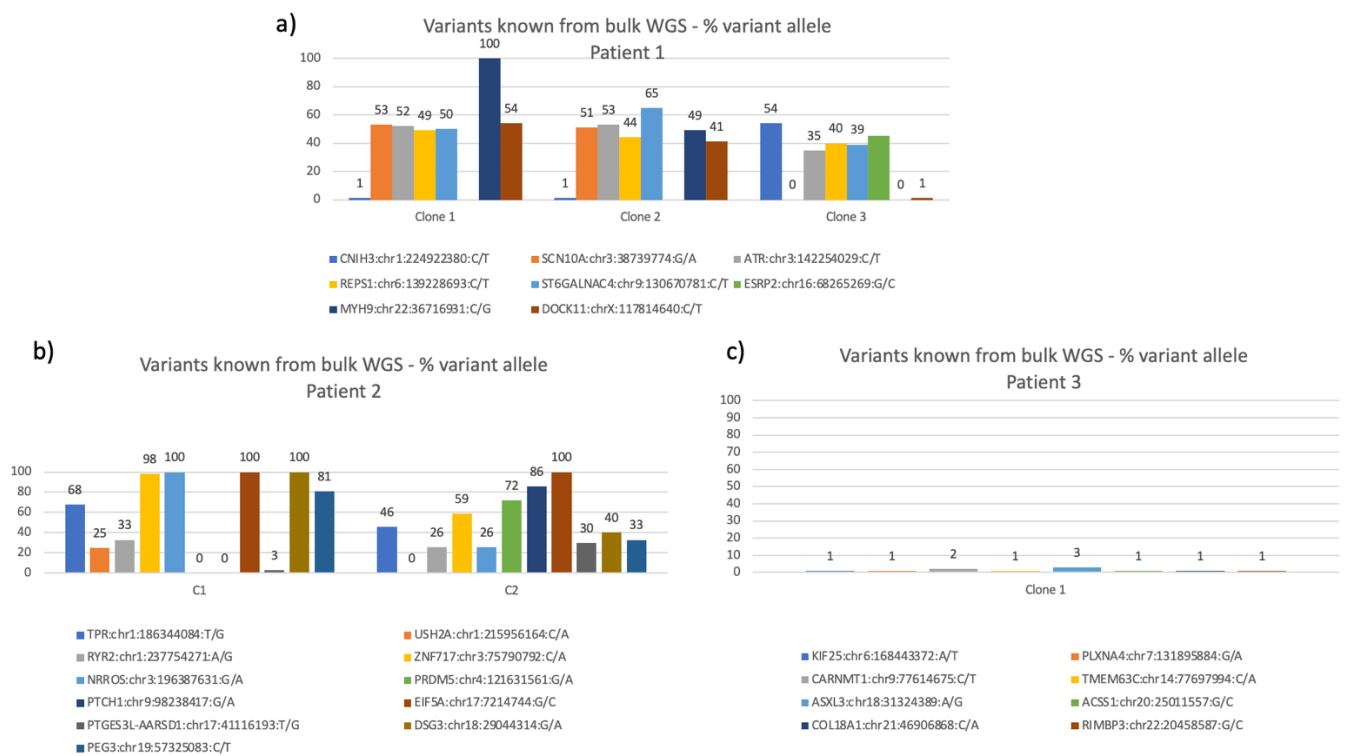 a)
Variants known from bulk WGS - % variant allele
Patient 1
100
100
80
60
40
20
0
1
53
52
49
50
100
54
1
51
53
44
65
49
41
54
0
35
40
39
0
1
Clone 1
Clone 2
Clone 3
CNIH3:chr1:224922380:C/T
SCN10A:chr3:38739774:G/A
ATR:chr3:142254029:C/T
REPS1:chr6:139228693:C/T
ST6GALNAC4:chr9:130670781:C/T
ESRP2:chr16:68265269:G/C
MYH9:chr22:36716931:C/G
DOCK11:chrX:117814640:C/T
b)
Variants known from bulk WGS - % variant allele
Patient 2
100
80
60
40
20
0
68
25
33
98
100
0
0
100
3
100
81
46
0
26
59
26
72
86
100
30
40
33
C1
C2
TPR:chr1:186344084:T/G
USH2A:chr1:215956164:C/A
RYR2:chr1:237754271:A/G
ZNF717:chr3:75790792:C/A
NRROS:chr3:196387631:G/A
PRDM5:chr4:121631561:G/A
PTCH1:chr9:98238417:G/A
EIF5A:chr17:7214744:G/C
PTGES3L-AARSD1:chr17:41116193:T/G
DSG3:chr18:29044314:G/A
PEG3:chr19:57325083:C/T
c)
Variants known from bulk WGS - % variant allele
Patient 3
100
90
80
70
60
50
40
30
20
10
0
1
1
2
1
3
1
1
1
Clone 1
KIF25:chr6:168443372:A/T
PLXNA4:chr7:131895884:G/A
CARNMT1:chr9:77614675:C/T
TMEM63C:chr14:77697994:C/A
ASXL3:chr18:31324389:A/G
ACSS1:chr20:25011557:G/C
COL18A1:chr21:46906868:C/A
RIMBP3:chr22:20458587:G/C